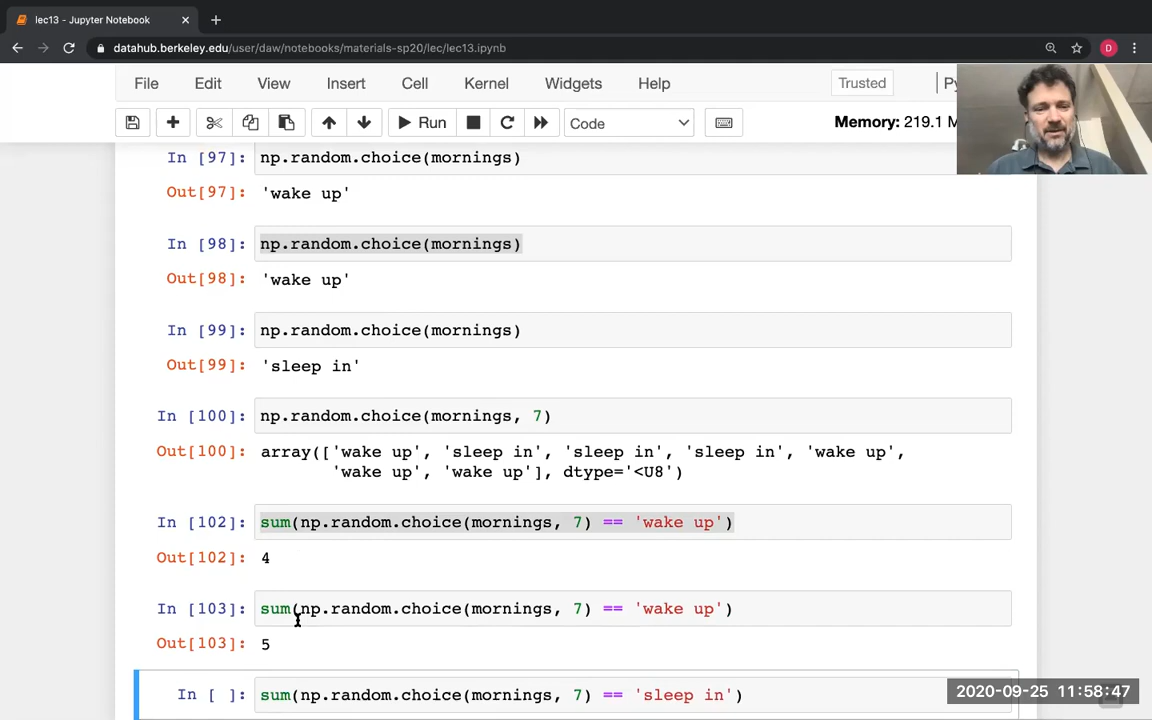 lec13 - Jupyter Notebook
datahub.berkeley.edu/user/daw/notebooks/materials-sp20/lec/lec13.ipynb
D
File Edit View Insert Cell Kernel Widgets Help Trusted Py
Run Code Memory: 219.1 M
In [97]: np.random.choice(mornings)
Out[97]: 'wake up'
In [98]: np.random.choice(mornings)
Out[98]: 'wake up'
In [99]: np.random.choice(mornings)
Out[99]: 'sleep in'
In [100]: np.random.choice(mornings, 7)
Out[100]: array(['wake up', 'sleep in', 'sleep in', 'sleep in', 'wake up',
'wake up', 'wake up'], dtype='<U8')
In [102]: sum(np.random.choice(mornings, 7) == 'wake up')
Out[102]: 4
In [103]: sum(np.random.choice(mornings, 7) == 'wake up')
Out[103]: 5
In [ ]: sum(np.random.choice(mornings, 7) == 'sleep in')
2020-09-25 11:58:47